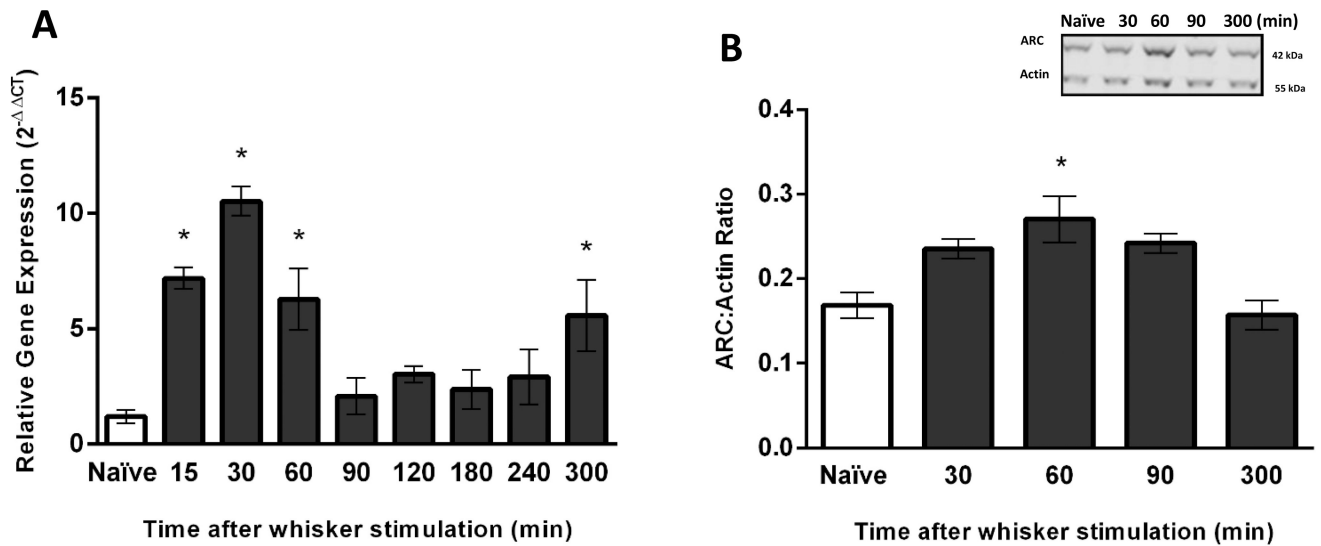 A
Relative Gene Expression (2-ΔΔCT)
15
10
5
0
*
*
*
*
Naïve 15 30 60 90 120 180 240 300
Time after whisker stimulation (min)
B
Naïve 30 60 90 300 (min)
ARC
42 kDa
Actin
55 kDa
ARC:Actin Ratio
0.4
0.3
0.2
0.1
0.0
*
Naïve 30 60 90 300
Time after whisker stimulation (min)